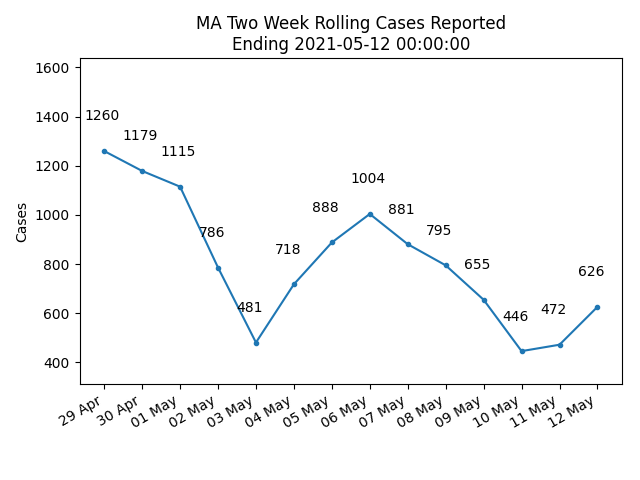 MA Two Week Rolling Cases Reported
Ending 2021-05-12 00:00:00
1600
1400
1200
1000
800
600
400
Cases
1260
1179
1115
786
481
718
888
1004
881
795
655
446
472
626
29 Apr
30 Apr
01 May
02 May
03 May
04 May
05 May
06 May
07 May
08 May
09 May
10 May
11 May
12 May